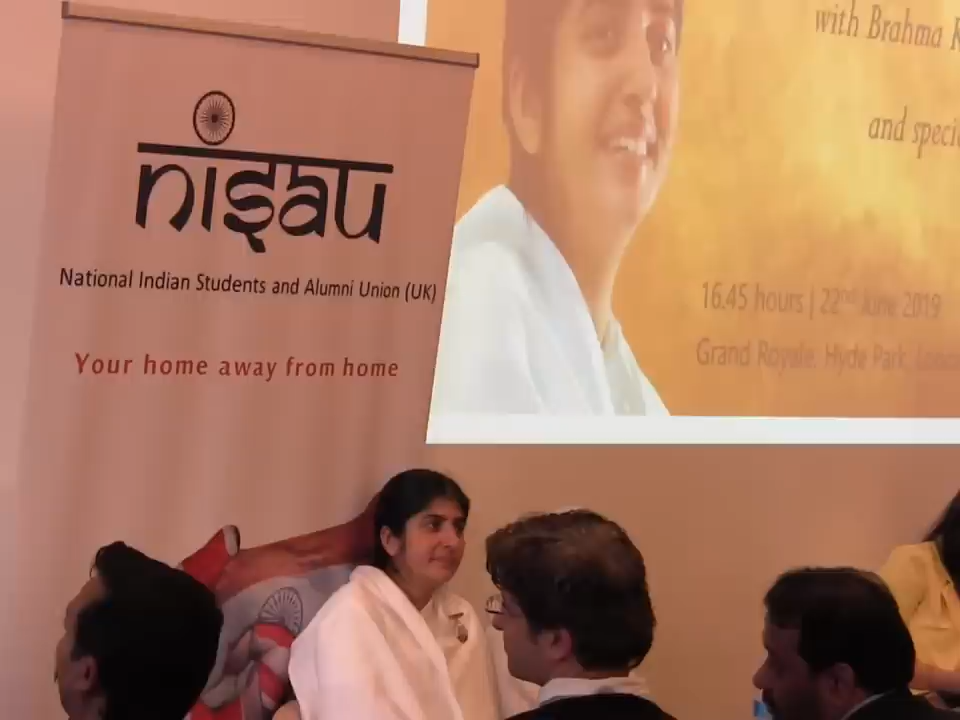 nisau
National Indian Students and Alumni Union (UK)
Your home away from home
with Brahma
and
16.45 hours | 22nd June 2019
Grand Royale, Hyde Park,